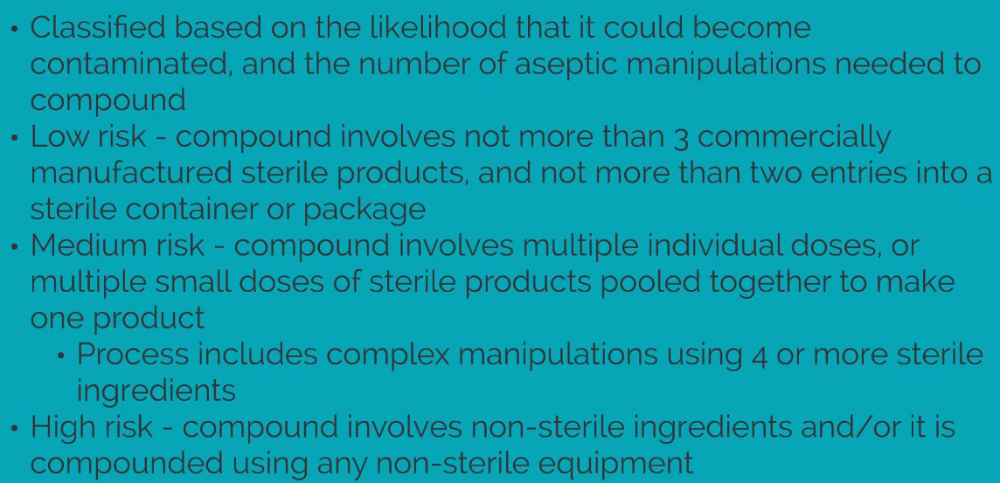 • Classified based on the likelihood that it could become
contaminated, and the number of aseptic manipulations needed to
compound
• Low risk - compound involves not more than 3 commercially
manufactured sterile products, and not more than two entries into a
sterile container or package
• Medium risk - compound involves multiple individual doses, or
multiple small doses of sterile products pooled together to make
one product
• Process includes complex manipulations using 4 or more sterile
ingredients
• High risk - compound involves non-sterile ingredients and/or it is
compounded using any non-sterile equipment